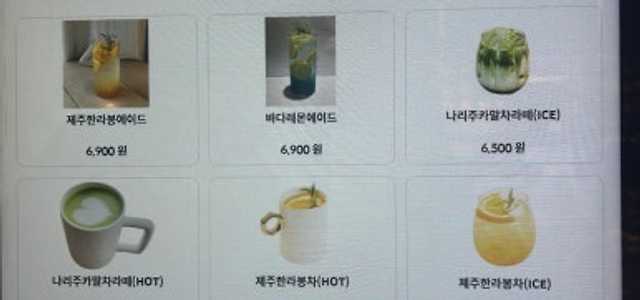 제주한라봉에이드
바다레몬에이드
나리주카말차라떼(ICE)
6,900 원
6,900 원
6,500 원
나리주카말차라떼(HOT)
제주한라봉차(HOT)
제주한라봉차(ICE)